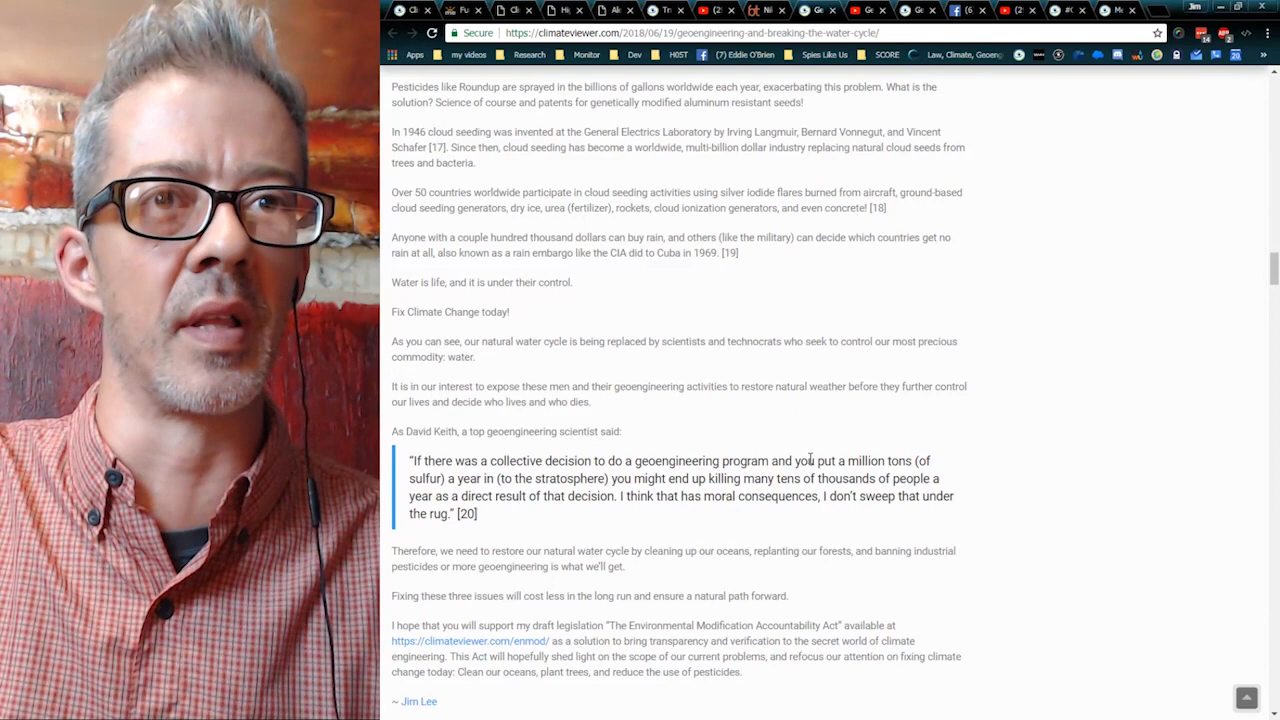 Cli
Fu
Cli
Hi
Ali
Tr
(2
Nil
Ge
Ge
Ge
(6
(2
#C
M
Jim
Secure
https://climateviewer.com/2018/06/19/geoengineering-and-breaking-the-water-cycle/
Apps
my videos
Research
Monitor
Dev
H05T
(7) Eddie O'Brien
Spies Like Us
SCORE
Law, Climate, Geoeng
Pesticides like Roundup are sprayed in the billions of gallons worldwide each year, exacerbating this problem. What is the
solution? Science of course and patents for genetically modified aluminum resistant seeds!
In 1946 cloud seeding was invented at the General Electrics Laboratory by Irving Langmuir, Bernard Vonnegut, and Vincent
Schafer [17]. Since then, cloud seeding has become a worldwide, multi-billion dollar industry replacing natural cloud seeds from
trees and bacteria.
Over 50 countries worldwide participate in cloud seeding activities using silver iodide flares burned from aircraft, ground-based
cloud seeding generators, dry ice, urea (fertilizer), rockets, cloud ionization generators, and even concrete! [18]
Anyone with a couple hundred thousand dollars can buy rain, and others (like the military) can decide which countries get no
rain at all, also known as a rain embargo like the CIA did to Cuba in 1969. [19]
Water is life, and it is under their control.
Fix Climate Change today!
As you can see, our natural water cycle is being replaced by scientists and technocrats who seek to control our most precious
commodity: water.
It is in our interest to expose these men and their geoengineering activities to restore natural weather before they further control
our lives and decide who lives and who dies.
As David Keith, a top geoengineering scientist said:
“If there was a collective decision to do a geoengineering program and you put a million tons (of
sulfur) a year in (to the stratosphere) you might end up killing many tens of thousands of people a
year as a direct result of that decision. I think that has moral consequences, I don’t sweep that under
the rug.” [20]
Therefore, we need to restore our natural water cycle by cleaning up our oceans, replanting our forests, and banning industrial
pesticides or more geoengineering is what we’ll get.
Fixing these three issues will cost less in the long run and ensure a natural path forward.
I hope that you will support my draft legislation “The Environmental Modification Accountability Act” available at
https://climateviewer.com/enmod/ as a solution to bring transparency and verification to the secret world of climate
engineering. This Act will hopefully shed light on the scope of our current problems, and refocus our attention on fixing climate
change today: Clean our oceans, plant trees, and reduce the use of pesticides.
~ Jim Lee